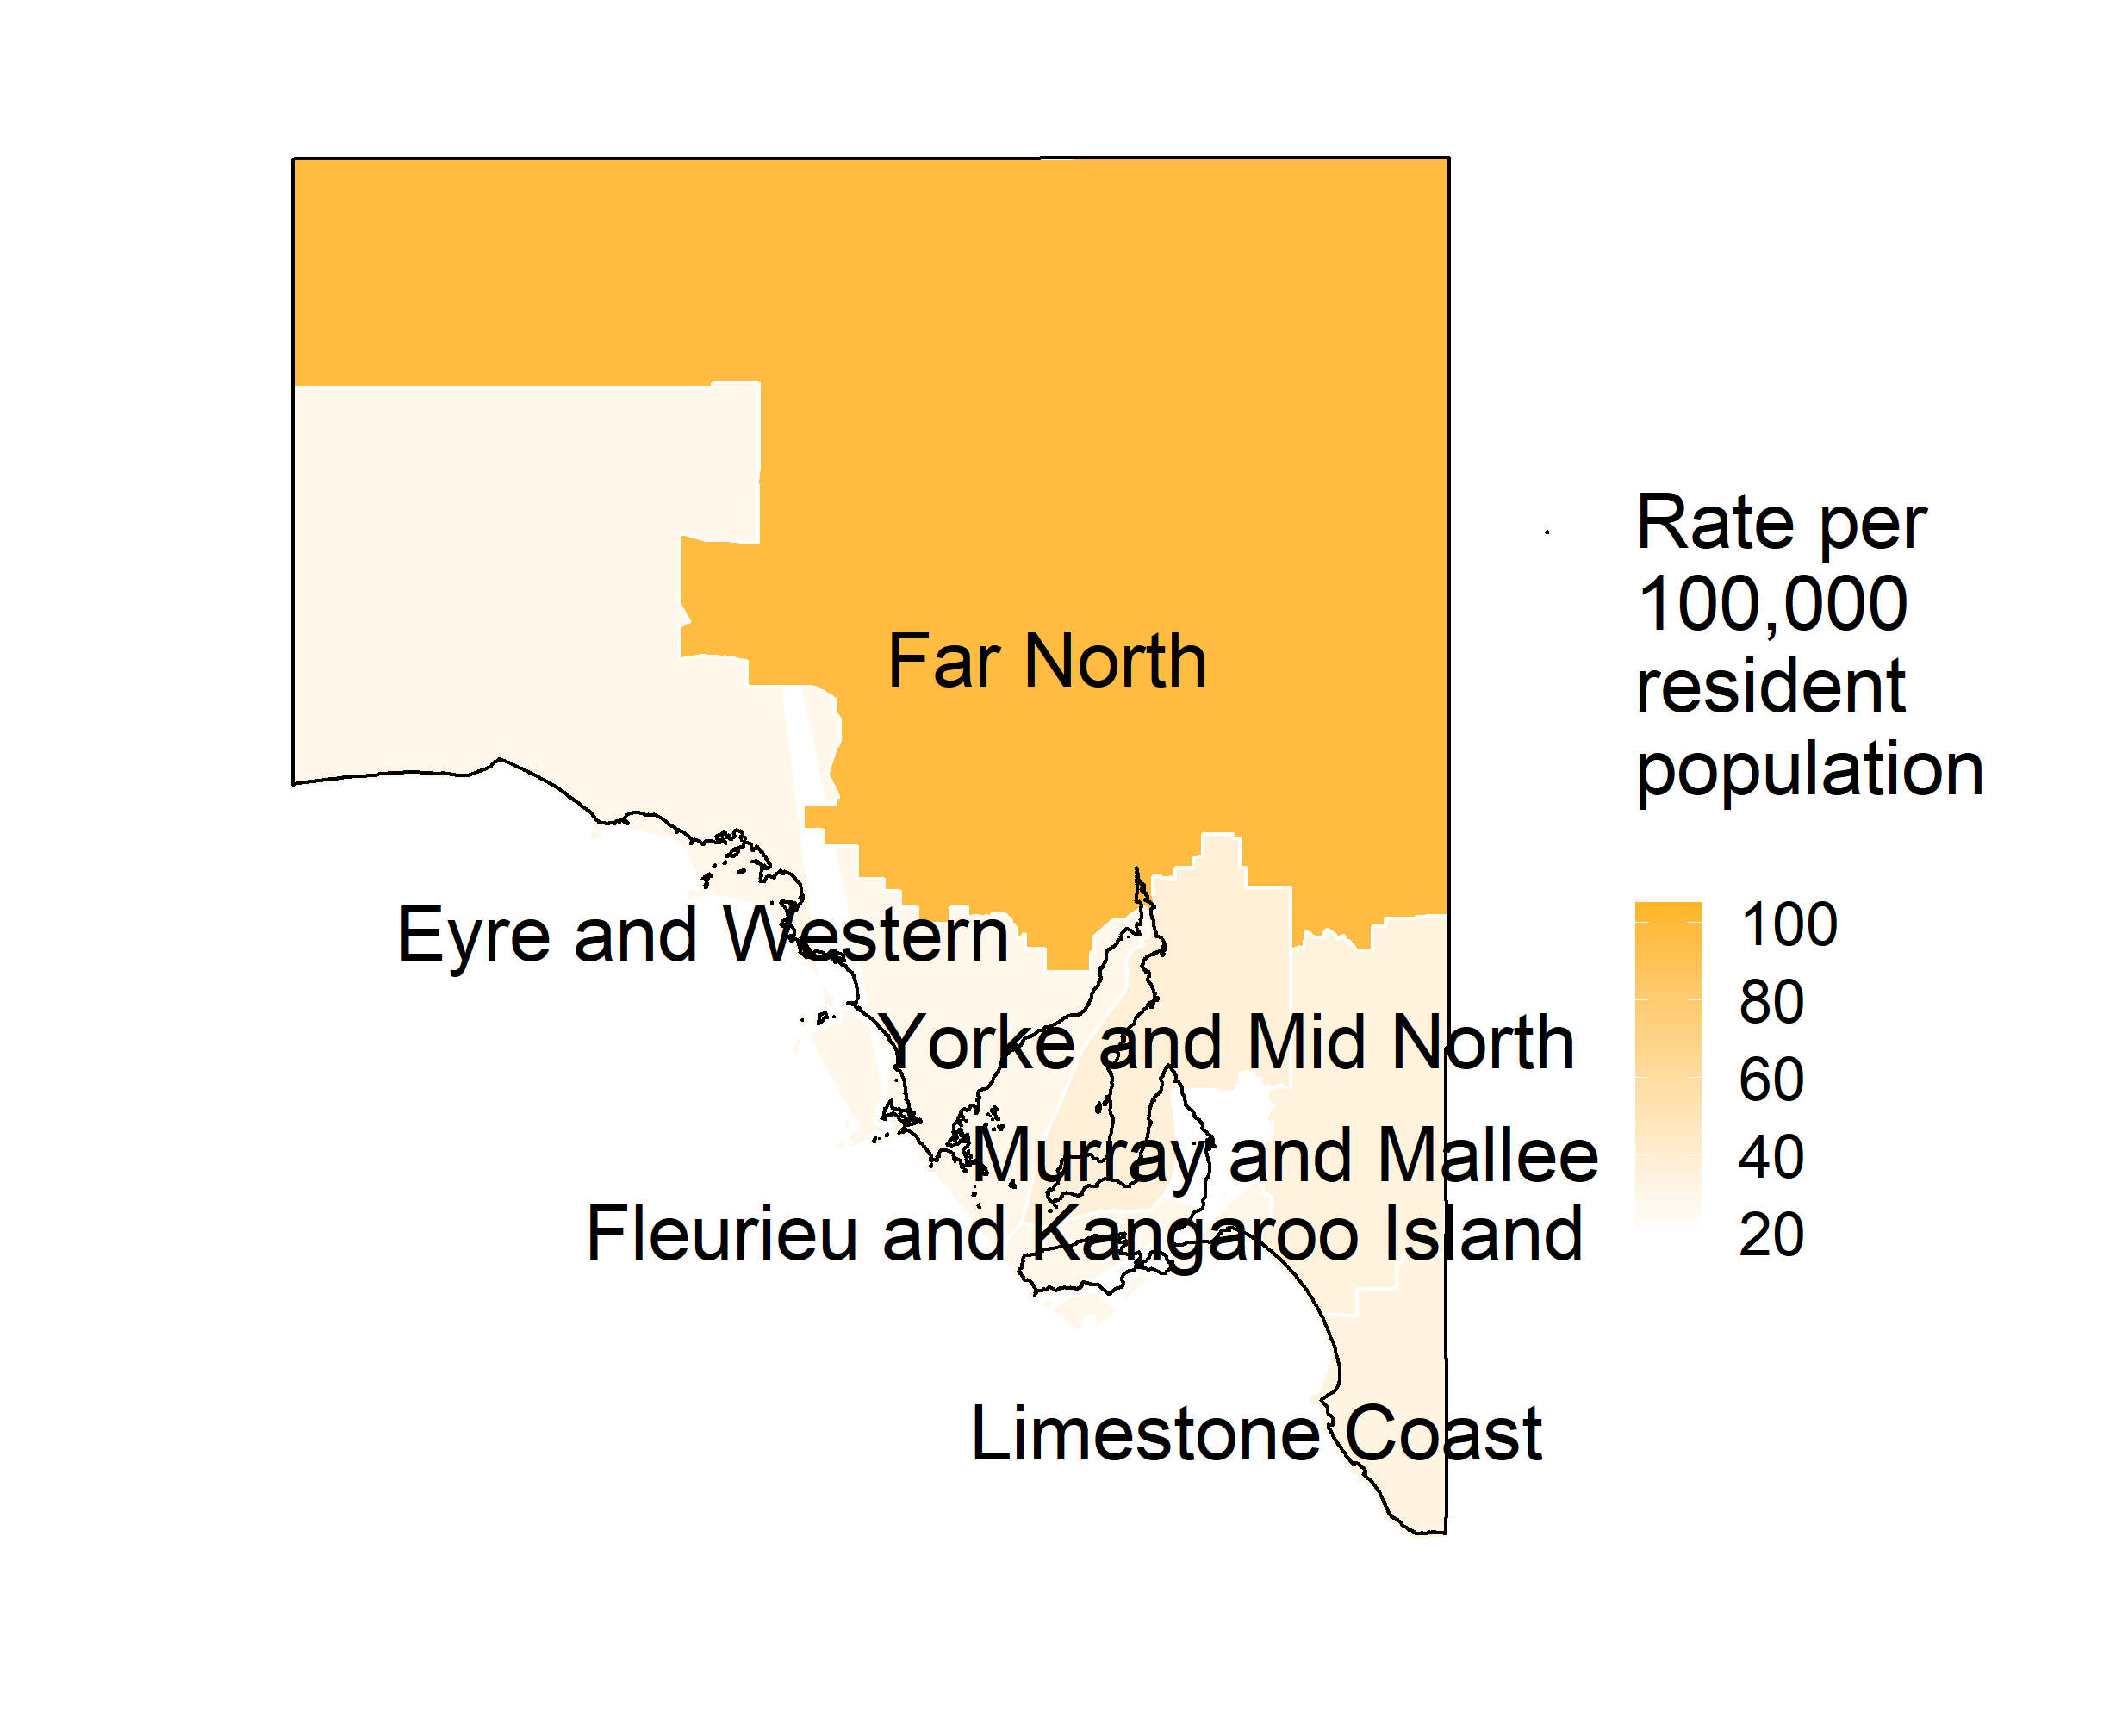 Far North
Eyre and Western
Yorke and Mid North
Murray and Mallee
Fleurieu and Kangaroo Island
Limestone Coast
Rate per
100,000
resident
population
100
80
60
40
20